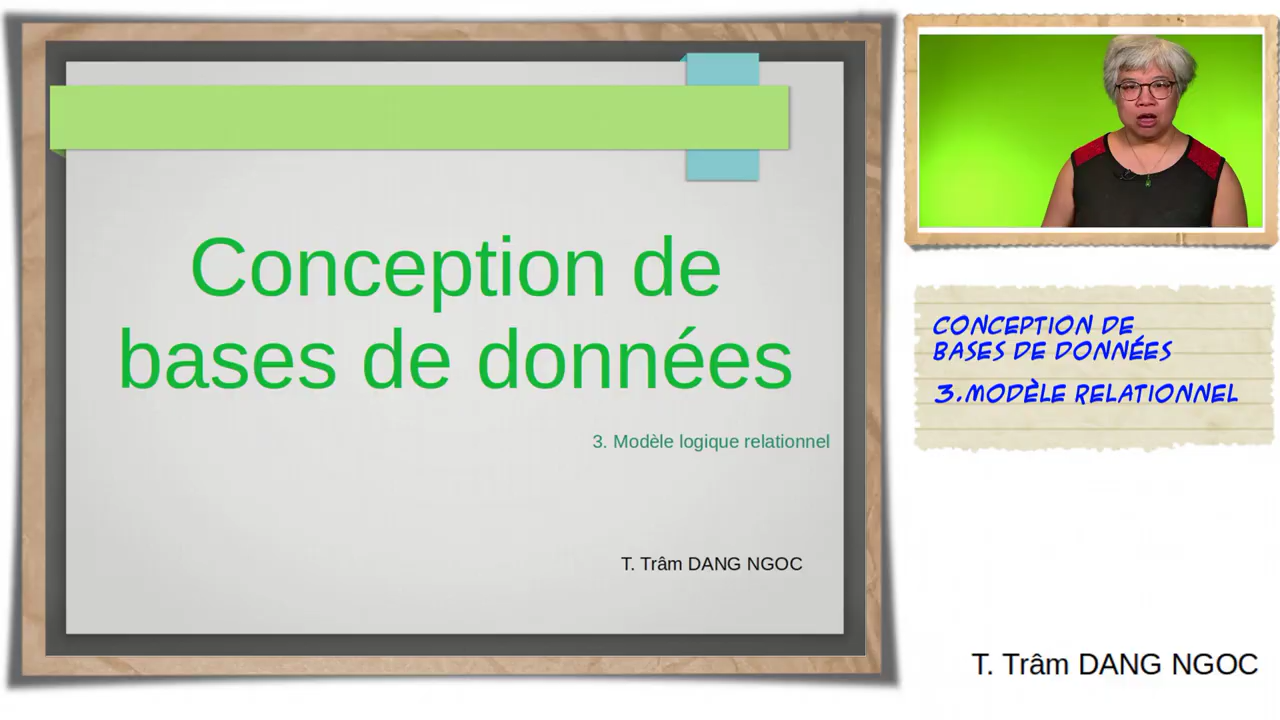 Conception de
bases de données
3. Modèle logique relationnel
T. Trâm DANG NGOC
CONCEPTION DE
BASES DE DONNÉES
3.MODÈLE RELATIONNEL
T. Trâm DANG NGOC